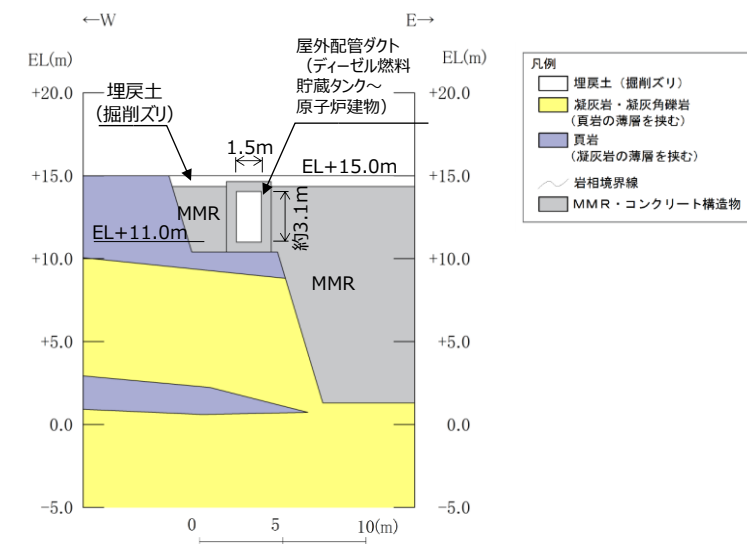 ←W
E→
EL(m)
EL(m)
屋外配管ダクト
（ディーゼル燃料
貯蔵タンク～
原子炉建物）
埋戻土
（掘削ズリ）
+20.0
+20.0
1.5m
EL+15.0m
+15.0
+15.0
MMR
約3.1m
EL+11.0m
+10.0
+10.0
MMR
+5.0
+5.0
0.0
0.0
−5.0
−5.0
0
5
10(m)
凡例
埋戻土（掘削ズリ）
凝灰岩・凝灰角礫岩
（頁岩の薄層を挟む）
頁岩
（凝灰岩の薄層を挟む）
岩相境界線
ＭＭＲ・コンクリート構造物